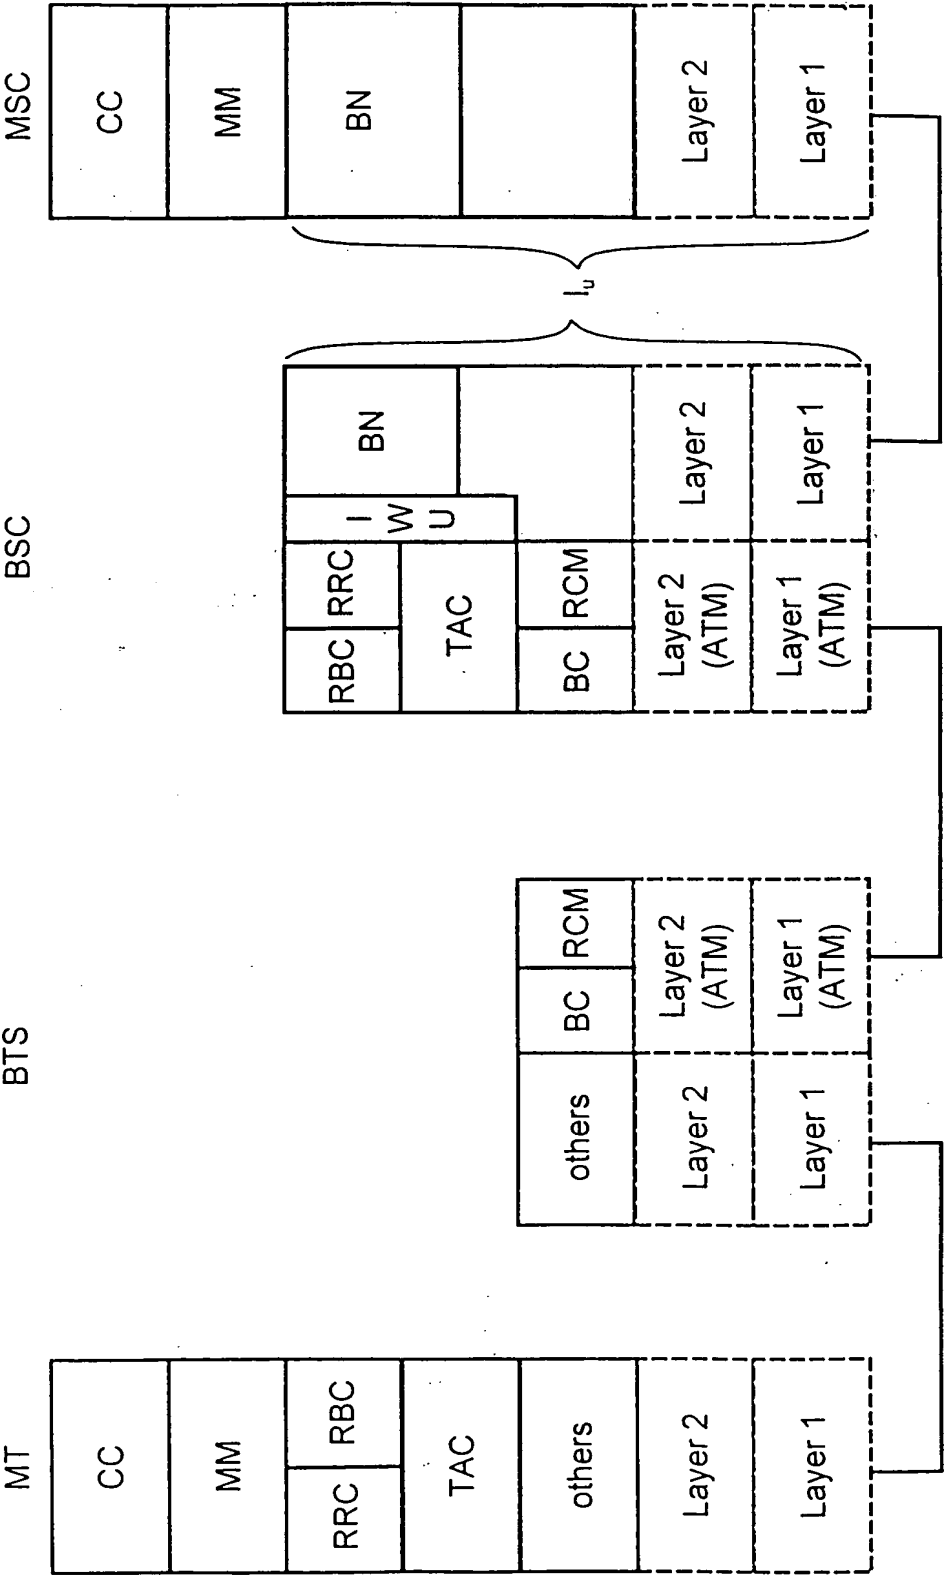 MT
BTS
BSC
MSC
CC
MM
RRC
RBC
TAC
others
Layer 2
Layer 1
others
BC
RCM
Layer 2
Layer 2
(ATM)
Layer 1
Layer 1
(ATM)
RBC
RRC
I
W
U
BN
TAC
BC
RCM
Layer 2
(ATM)
Layer 2
Layer 1
(ATM)
Layer 1
Iu
CC
MM
BN
Layer 2
Layer 1